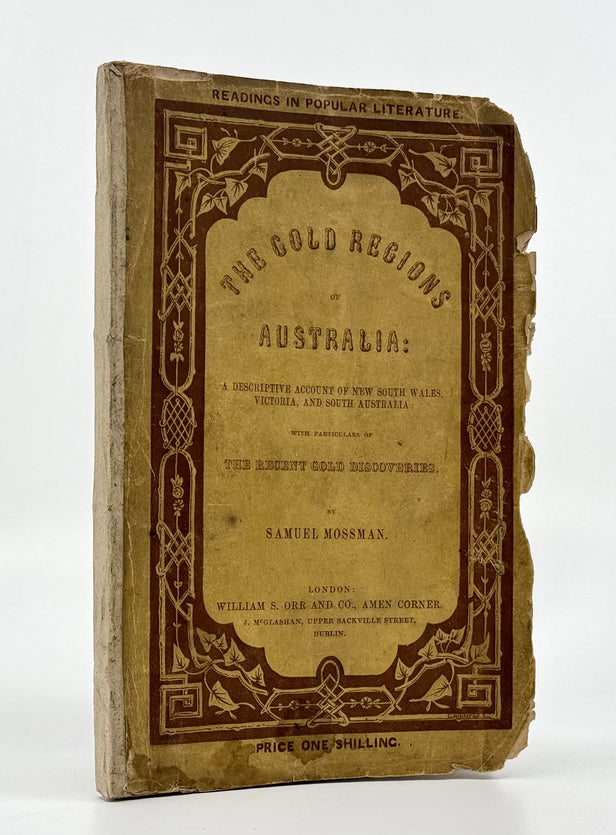 READINGS IN POPULAR LITERATURE.
THE GOLD REGIONS
OF
AUSTRALIA:
A DESCRIPTIVE ACCOUNT OF NEW SOUTH WALES,
VICTORIA, AND SOUTH AUSTRALIA;
WITH PARTICULARS OF
THE RECENT GOLD DISCOVERIES.
BY
SAMUEL MOSSMAN.
LONDON:
WILLIAM S. ORR AND CO., AMEN CORNER.
J. McGLASHAN, UPPER SACKVILLE STREET,
DUBLIN.
PRICE ONE SHILLING.